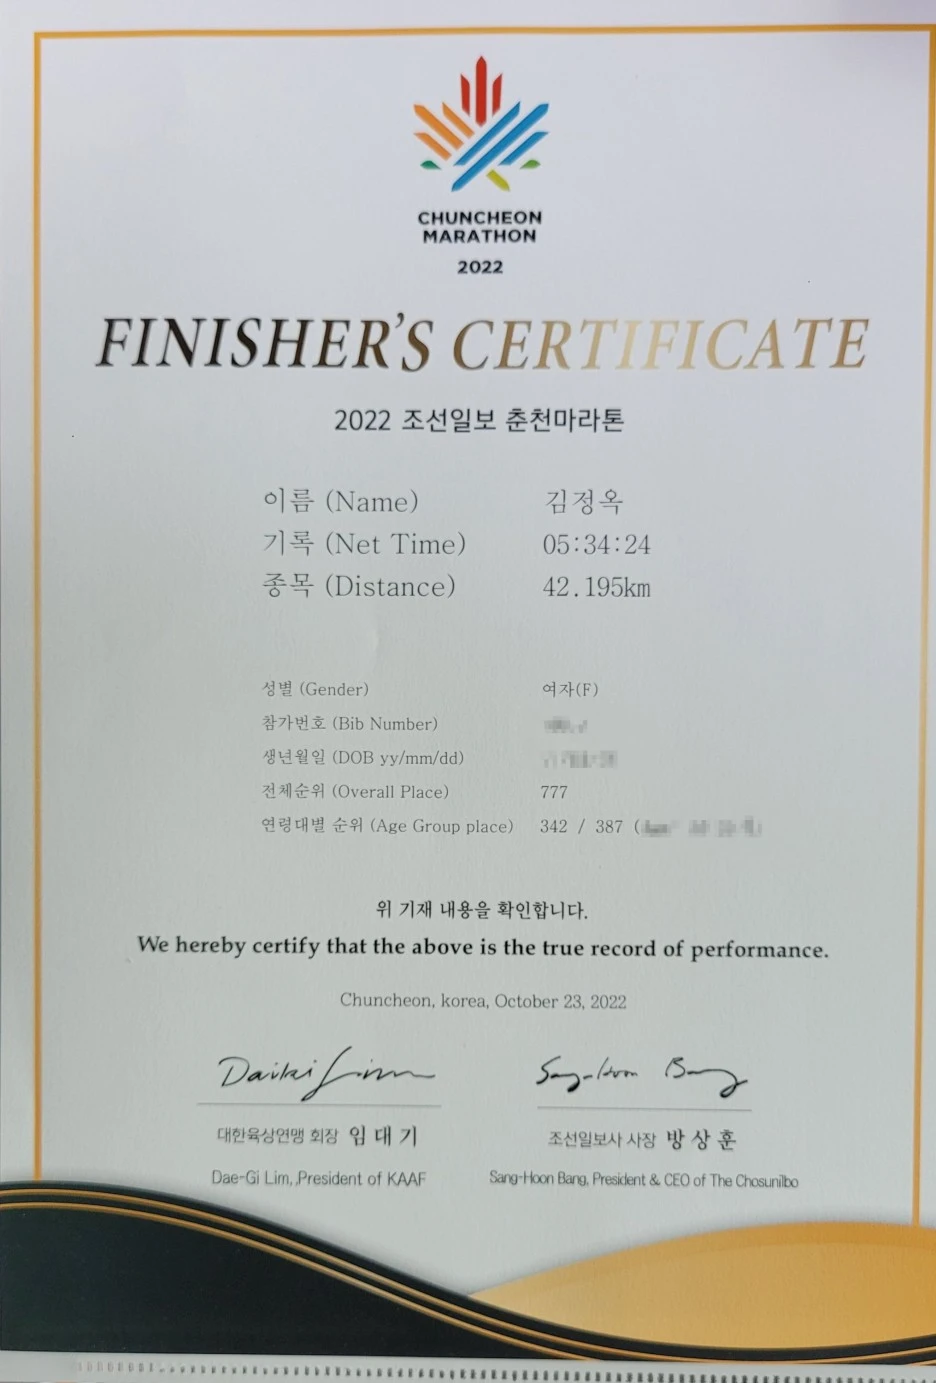 CHUNCHEON
MARATHON
2022
FINISHER'S CERTIFICATE
2022 조선일보 춘천마라톤
이름 (Name) 김정옥
기록 (Net Time) 05:34:24
종목 (Distance) 42.195km
성별 (Gender) 여자(F)
참가번호 (Bib Number)
생년월일 (DOB yy/mm/dd)
전체순위 (Overall Place) 777
연령대별 순위 (Age Group place) 342 / 387 (
위 기재 내용을 확인합니다.
We hereby certify that the above is the true record of performance.
Chuncheon, korea, October 23, 2022
Daiki Lim Sang-Hoon Bang
대한육상연맹 회장 임 대 기 조선일보사 사장 방 상 훈
Dae-Gi Lim, President of KAAF Sang-Hoon Bang, President & CEO of The Chosunilbo